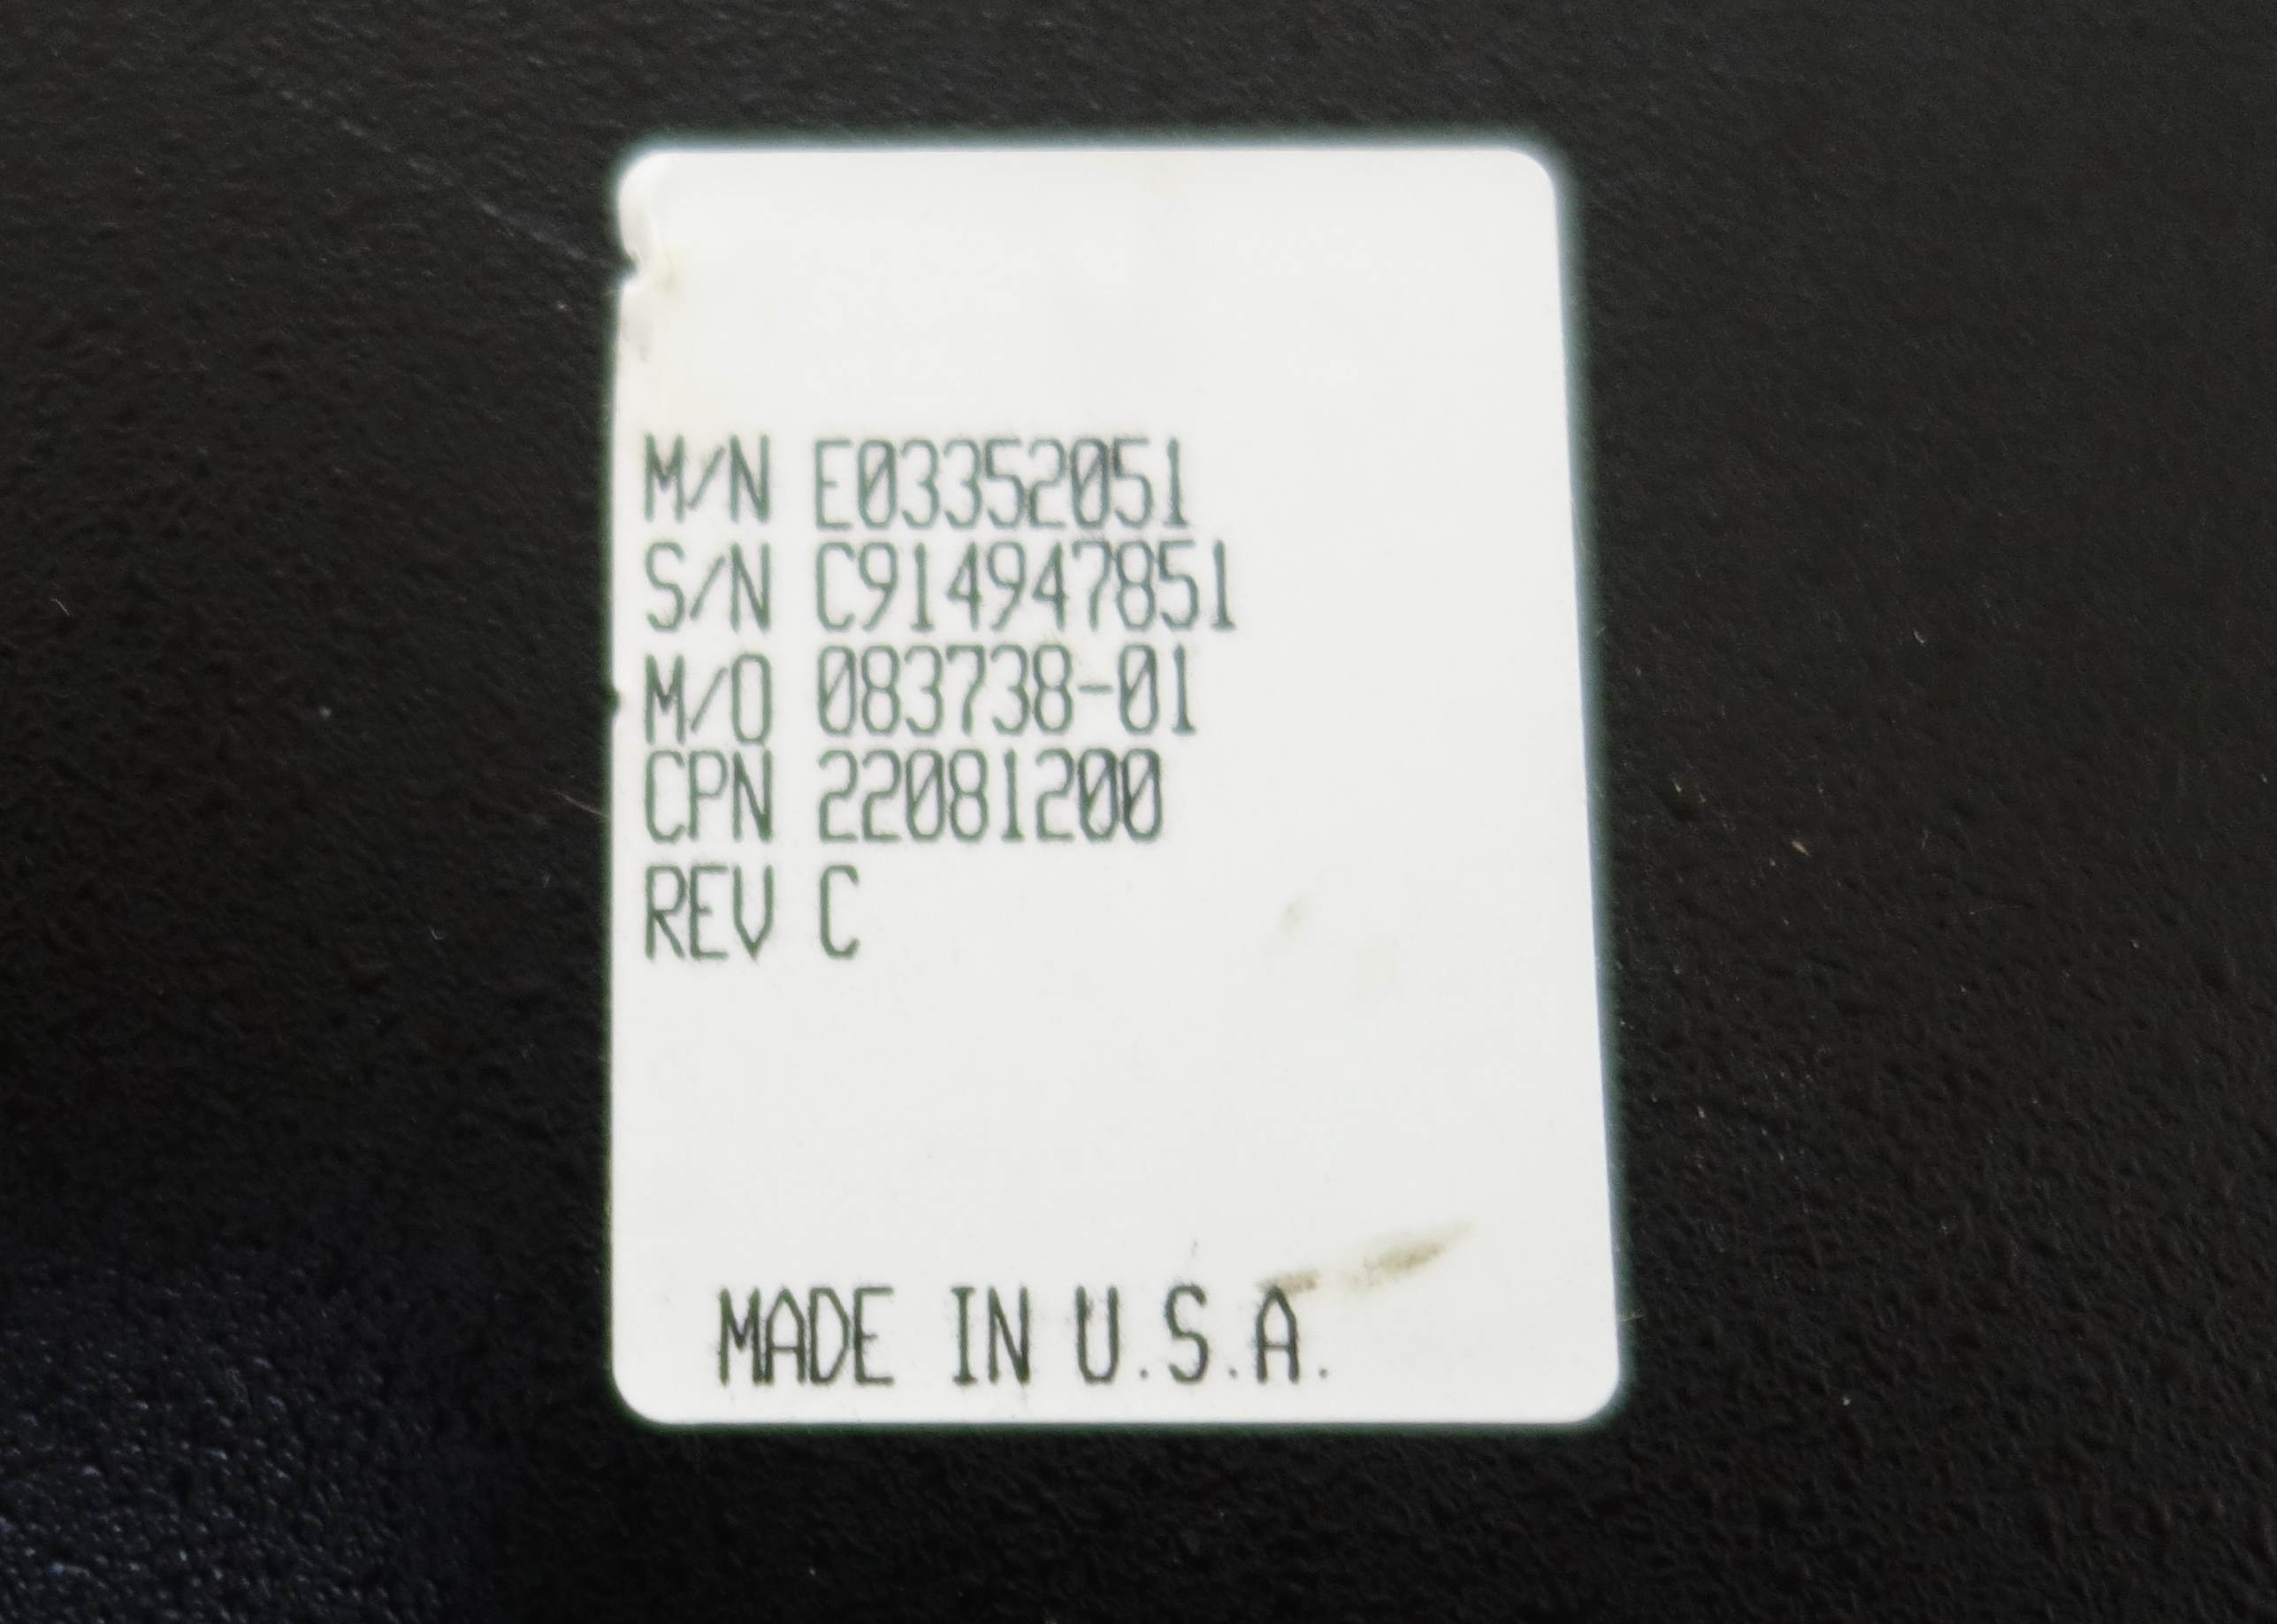 M/N E03352051
S/N C914947851
M/O 083738-01
CPN 22081200
REV C
MADE IN U.S.A.